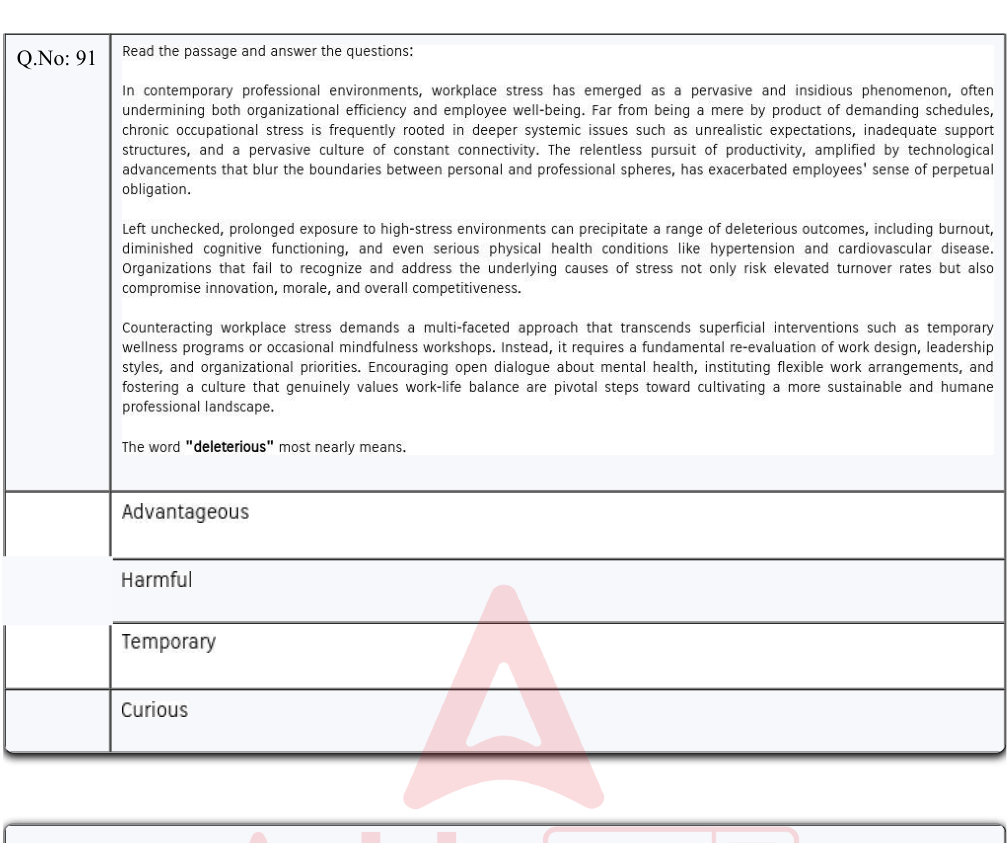 Q.No: 91
Read the passage and answer the questions:
In contemporary professional environments, workplace stress has emerged as a pervasive and insidious phenomenon, often
undermining both organizational efficiency and employee well-being. Far from being a mere by product of demanding schedules,
chronic occupational stress is frequently rooted in deeper systemic issues such as unrealistic expectations, inadequate support
structures, and a pervasive culture of constant connectivity. The relentless pursuit of productivity, amplified by technological
advancements that blur the boundaries between personal and professional spheres, has exacerbated employees' sense of perpetual
obligation.
Left unchecked, prolonged exposure to high-stress environments can precipitate a range of deleterious outcomes, including burnout,
diminished cognitive functioning, and even serious physical health conditions like hypertension and cardiovascular disease.
Organizations that fail to recognize and address the underlying causes of stress not only risk elevated turnover rates but also
compromise innovation, morale, and overall competitiveness.
Counteracting workplace stress demands a multi-faceted approach that transcends superficial interventions such as temporary
wellness programs or occasional mindfulness workshops. Instead, it requires a fundamental re-evaluation of work design, leadership
styles, and organizational priorities. Encouraging open dialogue about mental health, instituting flexible work arrangements, and
fostering a culture that genuinely values work-life balance are pivotal steps toward cultivating a more sustainable and humane
professional landscape.
The word "deleterious" most nearly means.
Advantageous
Harmful
Temporary
Curious